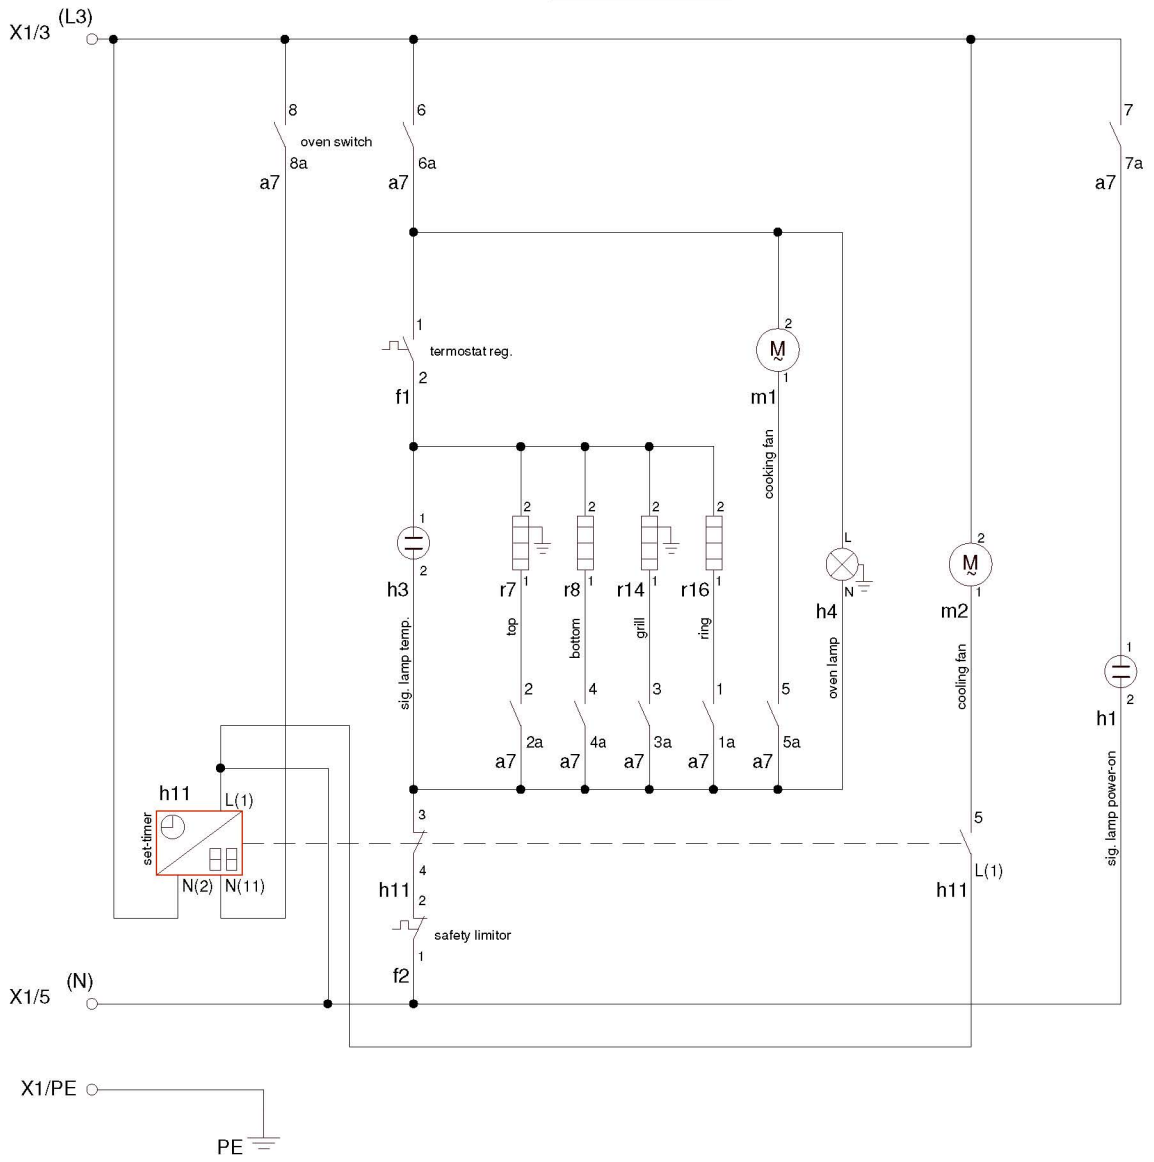 (L3)
X1/3
8
6
7
oven switch
8a
6a
7a
a7
a7
a7
1
termostat reg.
2
f1
2
M
~
1
m1
cooking fan
1
2
h3
sig. lamp temp.
2
2
2
2
1
1
1
1
r7
r8
r14
r16
top
bottom
grill
ring
L
N
h4
oven lamp
2
M
~
1
m2
cooling fan
1
2
h1
sig. lamp power-on
2
4
3
1
5
2a
4a
3a
1a
5a
a7
a7
a7
a7
a7
h11
L(1)
set-timer
N(2)
N(11)
3
4
h11
5
L(1)
h11
2
safety limitor
1
f2
(N)
X1/5
X1/PE
PE